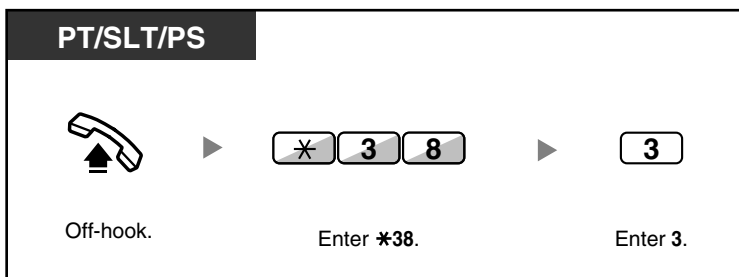 PT/SLT/PS
✳ 3 8 3
Off-hook. Enter ✳38. Enter 3.